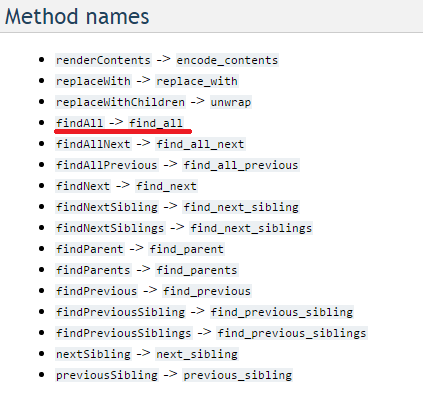 Method names
renderContents -> encode_contents
replaceWith -> replace_with
replaceWithChildren -> unwrap
findAll -> find_all
findAllNext -> find_all_next
findAllPrevious -> find_all_previous
findNext -> find_next
findNextSibling -> find_next_sibling
findNextSiblings -> find_next_siblings
findParent -> find_parent
findParents -> find_parents
findPrevious -> find_previous
findPreviousSibling -> find_previous_sibling
findPreviousSiblings -> find_previous_siblings
nextSibling -> next_sibling
previousSibling -> previous_sibling